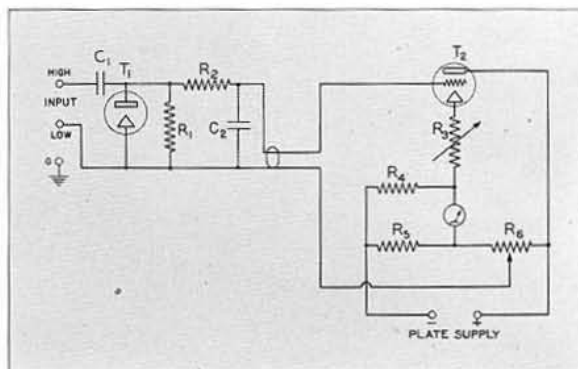 C1
T1
R2
T2
HIGH
INPUT
LOW
R1
C2
R3
G
R4
R5
R6
- +
PLATE SUPPLY